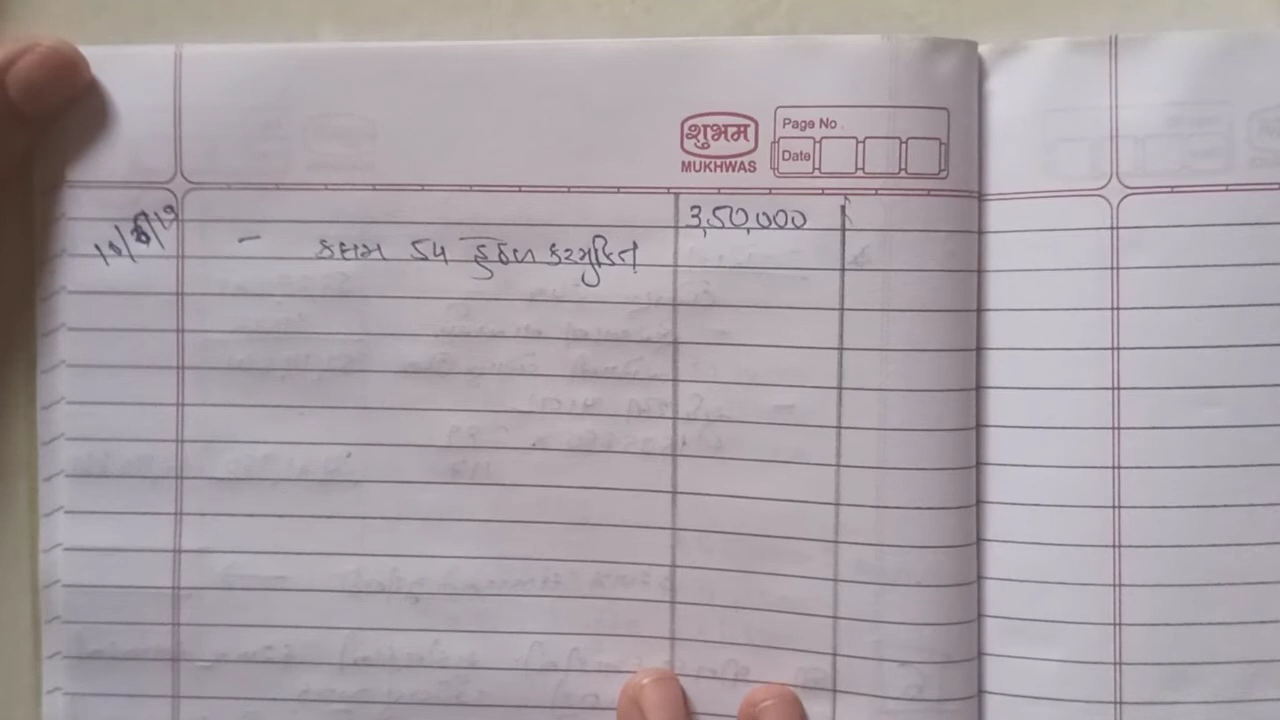 शुभम
MUKHWAS
Page No
Date
3,50,000
- કલમ 54 હેઠળ કરમુક્તિ